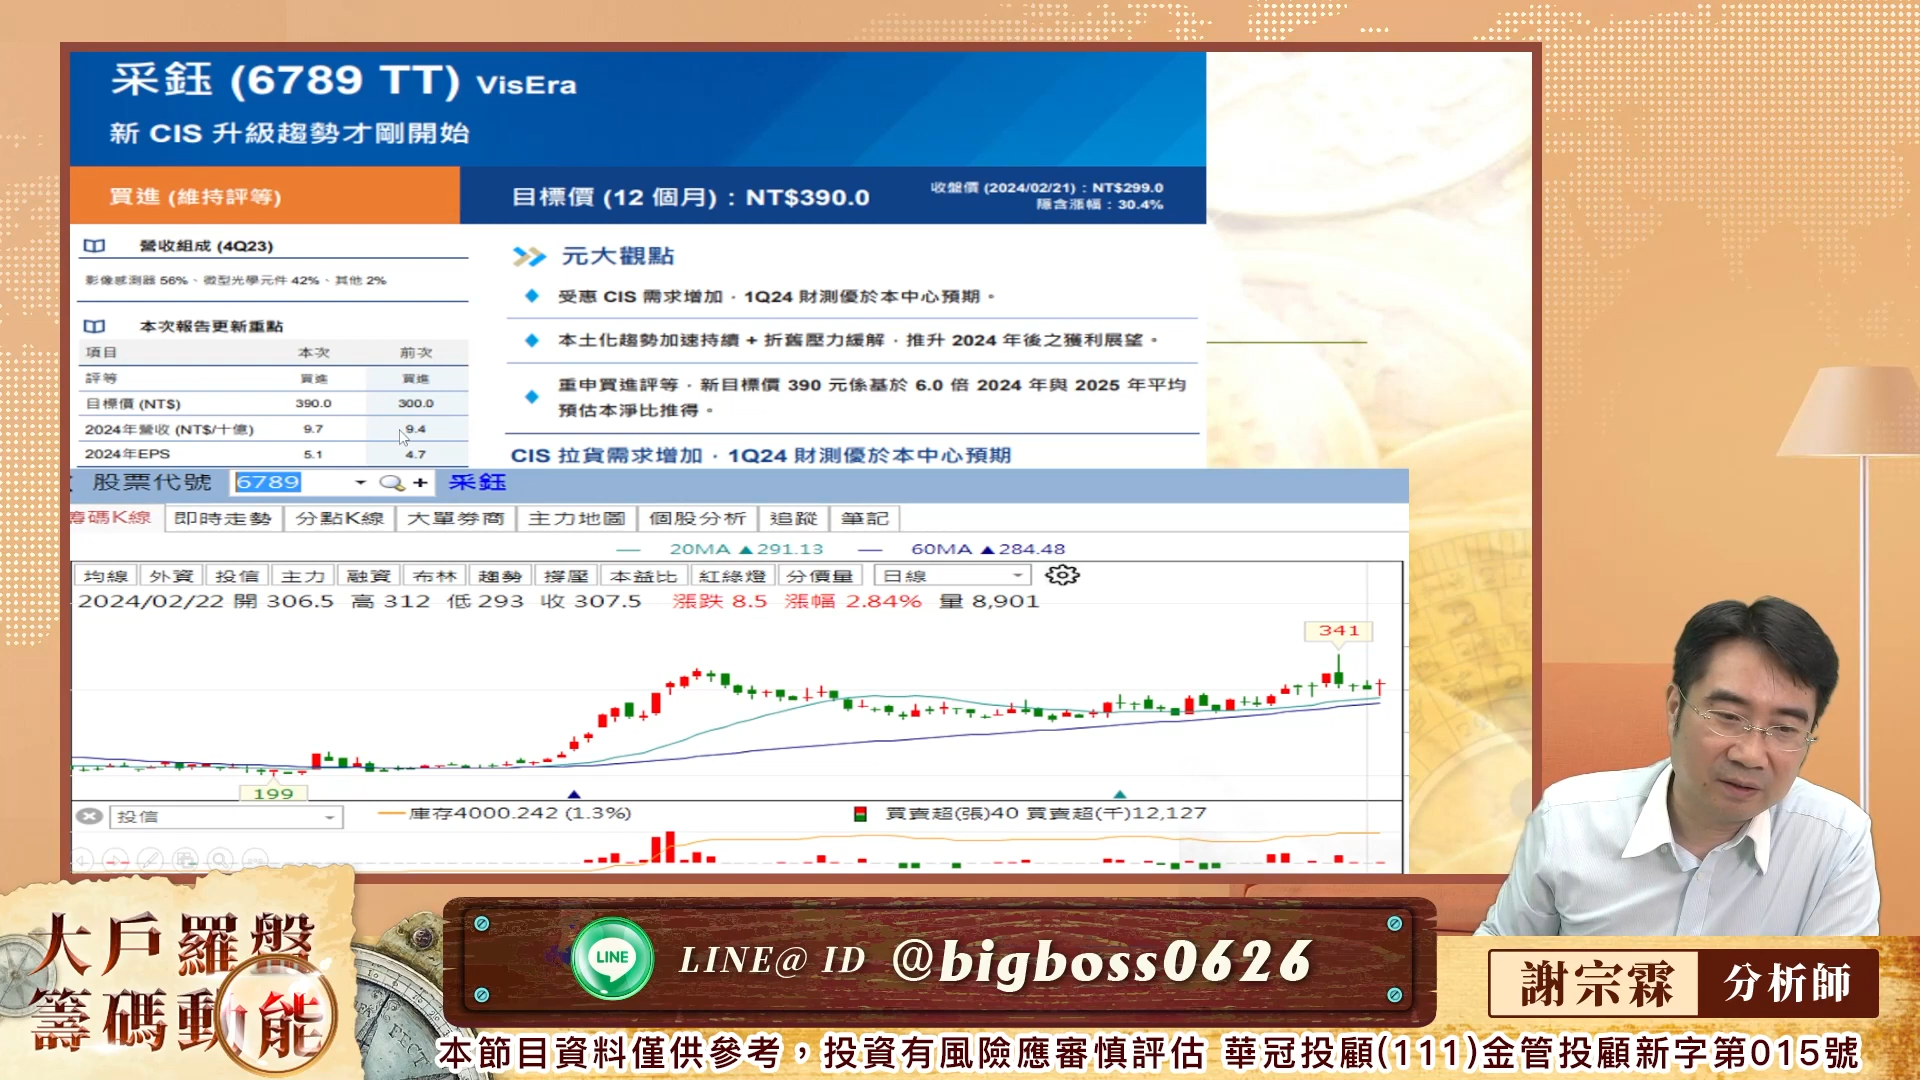 采鈺 (6789 TT) VisEra
新 CIS 升級趨勢才剛開始
買進 (維持評等)
目標價 (12 個月)：NT$390.0
收盤價 (2024/02/21)：NT$299.0
隱含漲幅：30.4%
營收組成 (4Q23)
影像感測器 56%、微型光學元件 42%、其他 2%
本次報告更新重點
項目 本次 前次
評等 買進 買進
目標價 (NT$) 390.0 300.0
2024年營收 (NT$/十億) 9.7 9.4
2024年EPS 5.1 4.7
元大觀點
受惠 CIS 需求增加，1Q24 財測優於本中心預期。
本土化趨勢加速持續 + 折舊壓力緩解，推升 2024 年後之獲利展望。
重申買進評等，新目標價 390 元係基於 6.0 倍 2024 年與 2025 年平均
預估本淨比推得。
CIS 拉貨需求增加，1Q24 財測優於本中心預期
股票代號 6789 采鈺
籌碼K線 即時走勢 分點K線 大單券商 主力地圖 個股分析 追蹤 筆記
20MA ▲291.13 60MA ▲284.48
均線 外資 投信 主力 融資 布林 趨勢 撐壓 本益比 紅綠燈 分價量 日線
2024/02/22 開 306.5 高 312 低 293 收 307.5 漲跌 8.5 漲幅 2.84% 量 8,901
341
199
投信 庫存4000.242 (1.3%) 買賣超(張)40 買賣超(千)12,127
大戶羅盤
籌碼動能
LINE
LINE@ ID @bigboss0626
謝宗霖 分析師
本節目資料僅供參考，投資有風險應審慎評估 華冠投顧(111)金管投顧新字第015號